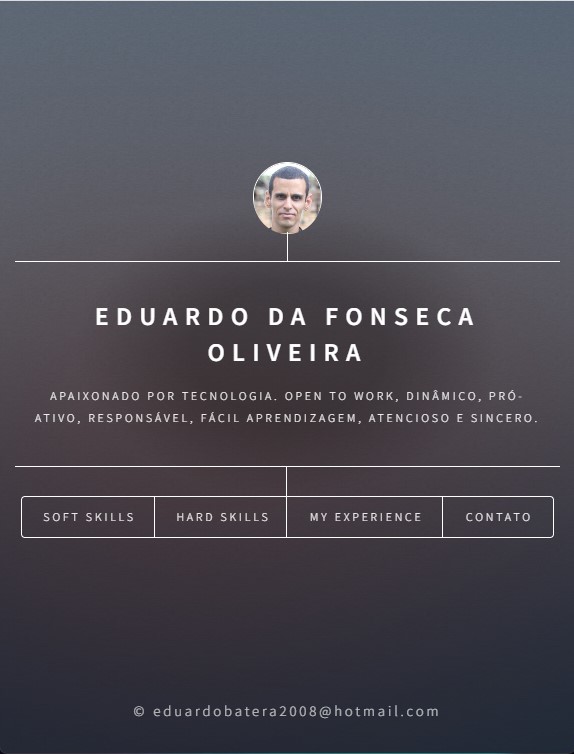 EDUARDO DA FONSECA
OLIVEIRA
APAIXONADO POR TECNOLOGIA. OPEN TO WORK, DINÂMICO, PRÓ-
ATIVO, RESPONSÁVEL, FÁCIL APRENDIZAGEM, ATENCIOSO E SINCERO.
SOFT SKILLS HARD SKILLS MY EXPERIENCE CONTATO
© eduardobatera2008@hotmail.com